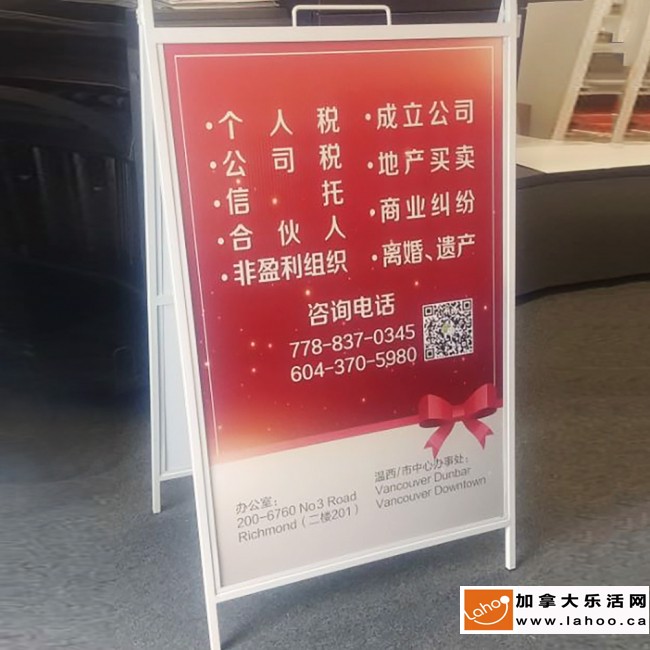 ·个人税
·公司税
·信托
·合伙人
·非盈利组织
·成立公司
·地产买卖
·商业纠纷
·离婚、遗产
咨询电话
778-837-0345
604-370-5980
办公室：
200-6760 No3 Road
Richmond（二楼201）
温西/市中心办事处：
Vancouver Dunbar
Vancouver Downtown
Lahoo
加拿大乐活网
www.lahoo.ca